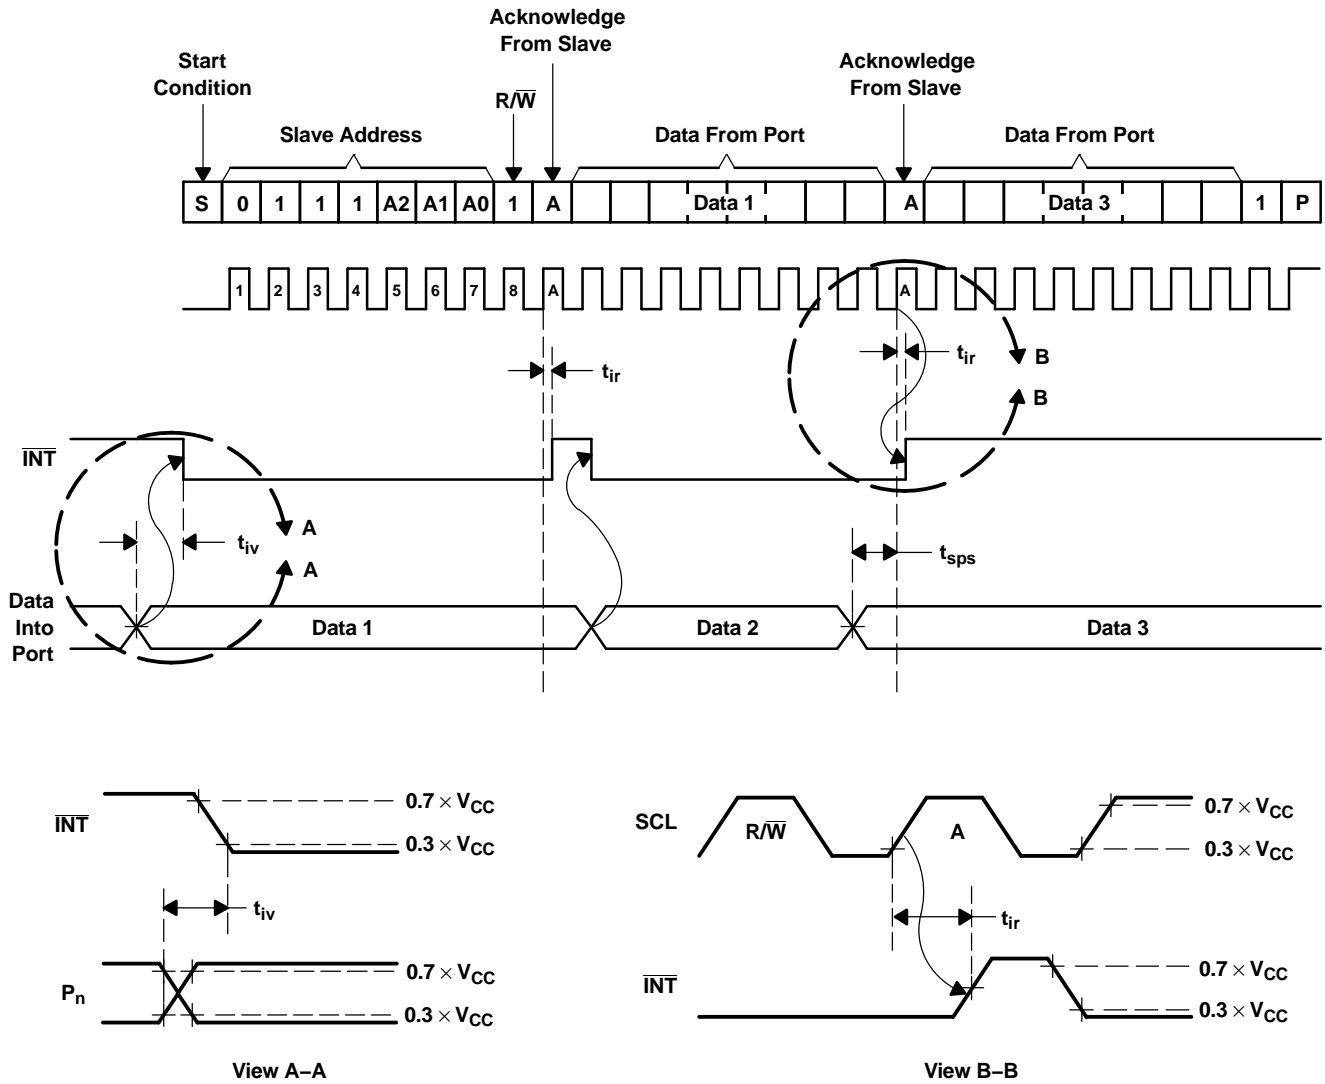 Acknowledge
From Slave
Start
Condition
R/W̅
Acknowledge
From Slave
Slave Address
Data From Port
Data From Port
S 0 1 1 1 A2 A1 A0 1 A Data 1 A Data 3 1 P
1 2 3 4 5 6 7 8 A A
tir
tir
B
B
I̅N̅T̅
tiv
A
A
tsps
Data
Into
Port
Data 1
Data 2
Data 3
I̅N̅T̅
0.7 × VCC
0.3 × VCC
tiv
Pn
0.7 × VCC
0.3 × VCC
View A–A
SCL
R/W̅
A
0.7 × VCC
0.3 × VCC
tir
I̅N̅T̅
0.7 × VCC
0.3 × VCC
View B–B